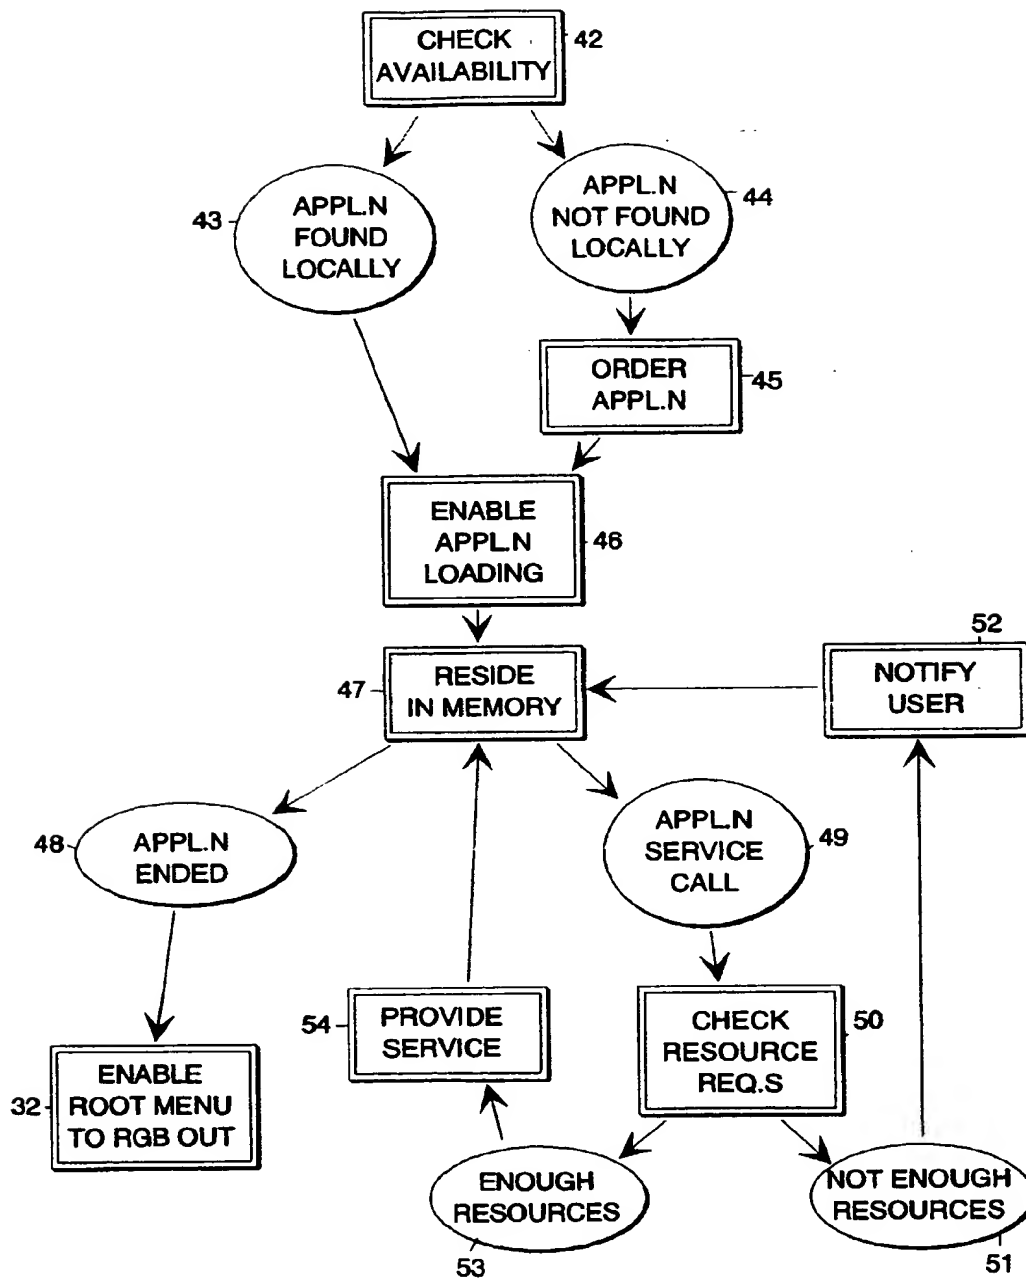 CHECK
AVAILABILITY
42
APPL.N
FOUND
LOCALLY
43
APPL.N
NOT FOUND
LOCALLY
44
ORDER
APPL.N
45
ENABLE
APPL.N
LOADING
46
RESIDE
IN MEMORY
47
NOTIFY
USER
52
APPL.N
ENDED
48
APPL.N
SERVICE
CALL
49
PROVIDE
SERVICE
54
CHECK
RESOURCE
REQ.S
50
ENABLE
ROOT MENU
TO RGB OUT
32
ENOUGH
RESOURCES
53
NOT ENOUGH
RESOURCES
51